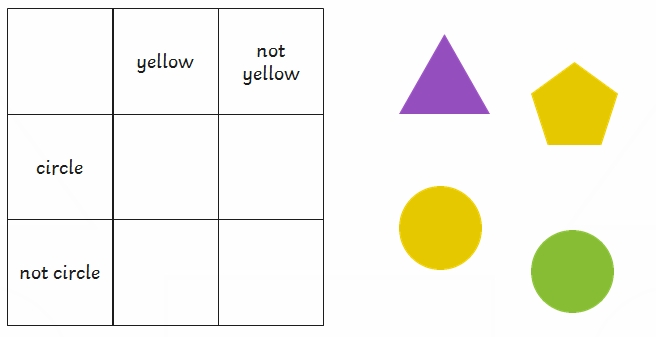 yellow
not
yellow
circle
not circle